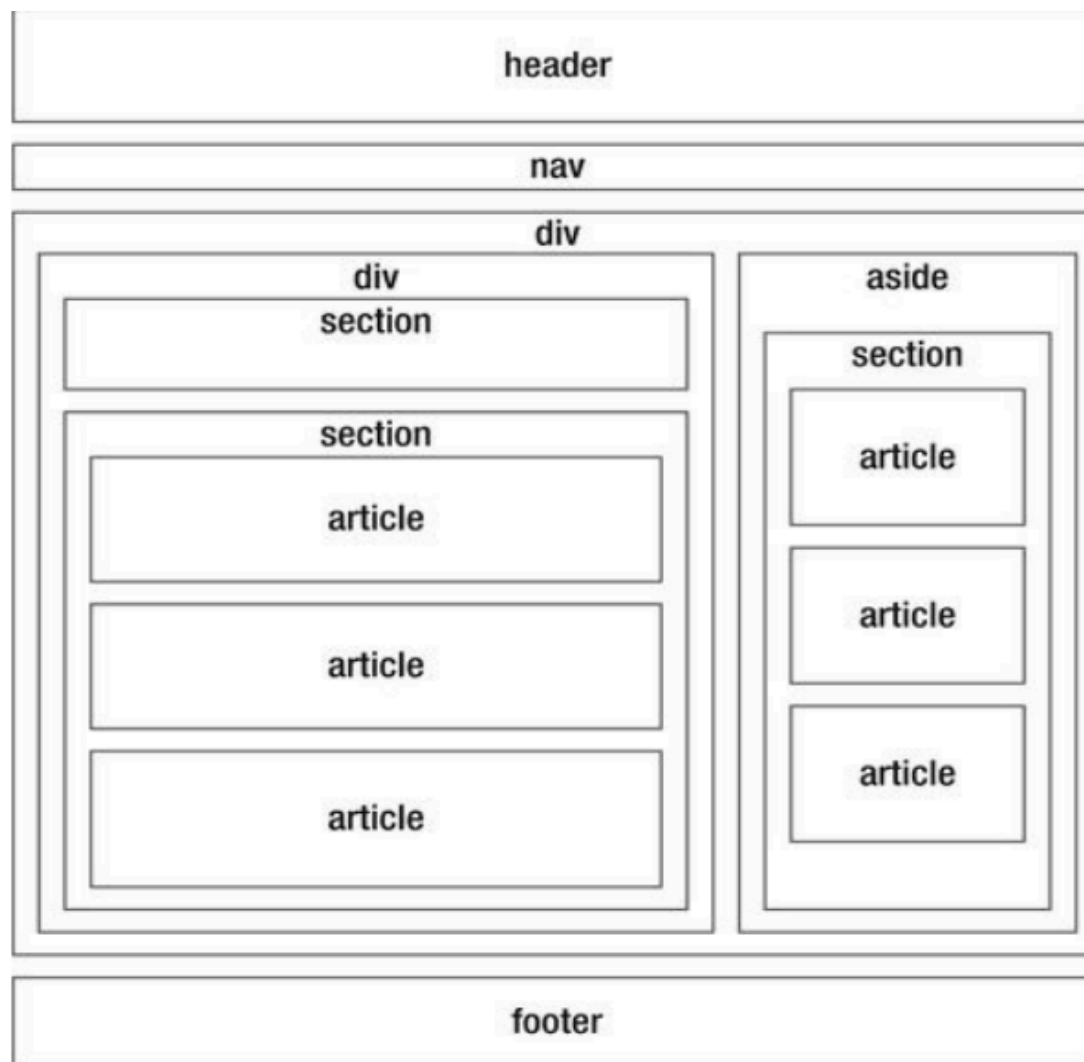 header
nav
div
div
section
section
article
article
article
aside
section
article
article
article
footer